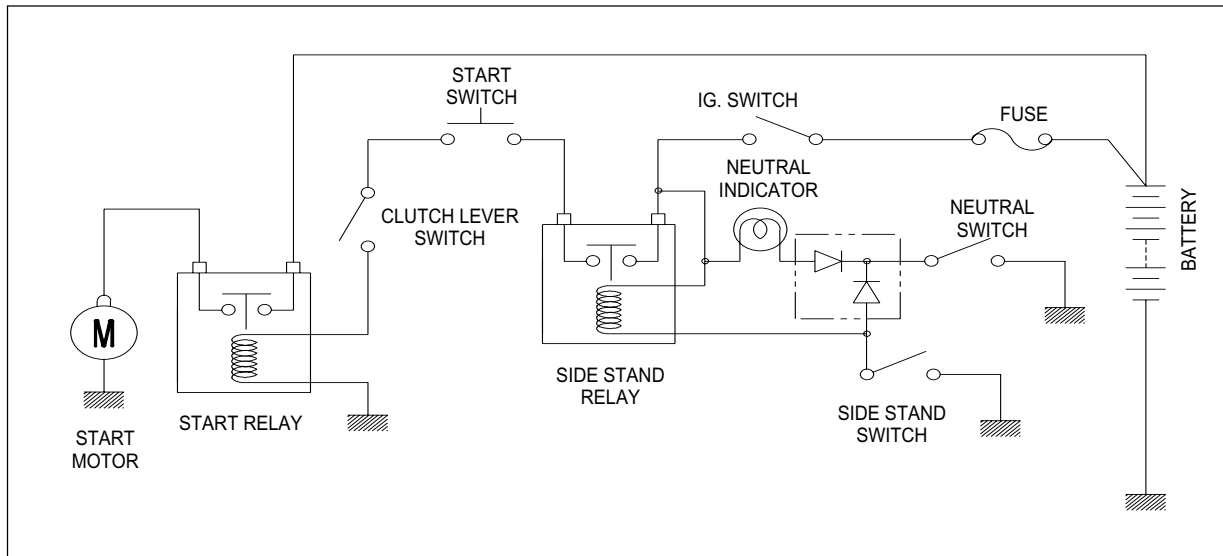 START
SWITCH
IG. SWITCH
FUSE
NEUTRAL
INDICATOR
CLUTCH LEVER
SWITCH
NEUTRAL
SWITCH
BATTERY
M
START RELAY
START
MOTOR
SIDE STAND
RELAY
SIDE STAND
SWITCH